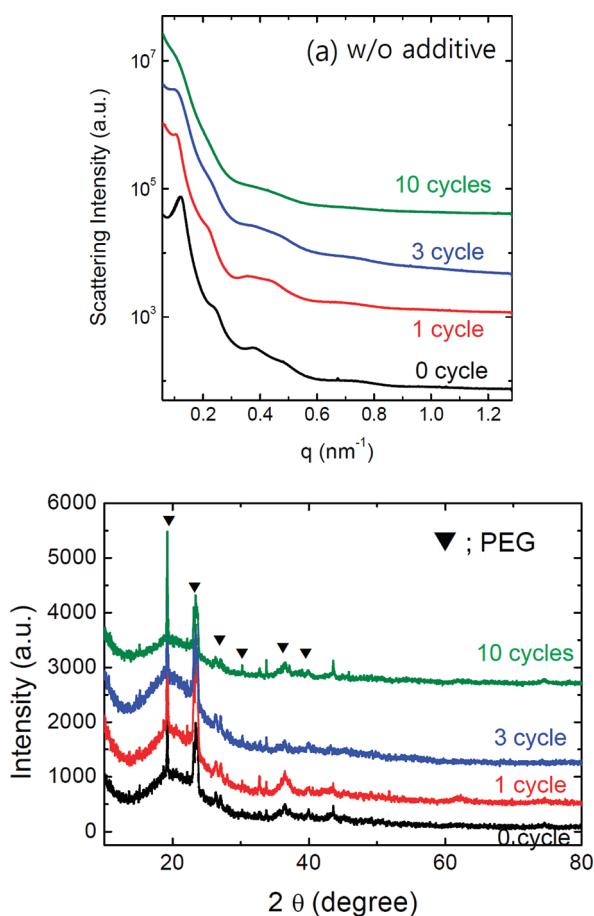 (a) w/o additive
10⁷
10⁵
10³
Scattering Intensity (a.u.)
10 cycles
3 cycle
1 cycle
0 cycle
0.2 0.4 0.6 0.8 1.0 1.2
q (nm⁻¹)
6000
5000
4000
3000
2000
1000
0
Intensity (a.u.)
▼ ; PEG
10 cycles
3 cycle
1 cycle
0 cycle
20 40 60 80
2 θ (degree)